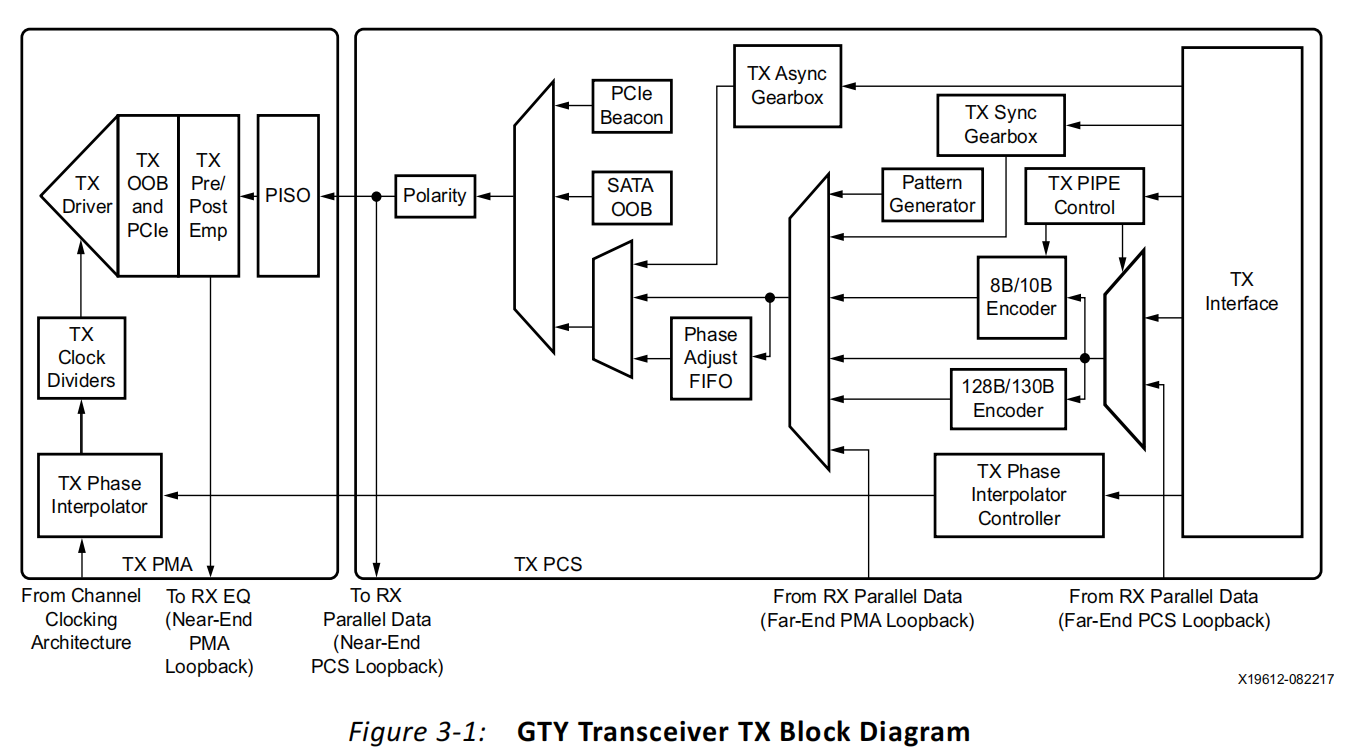 TX Async
Gearbox
PCIe
Beacon
TX Sync
Gearbox
TX
Driver
TX
OOB
and
PCIe
TX
Pre/
Post
Emp
PISO
Polarity
SATA
OOB
Pattern
Generator
TX PIPE
Control
8B/10B
Encoder
TX
Interface
TX
Clock
Dividers
Phase
Adjust
FIFO
128B/130B
Encoder
TX Phase
Interpolator
TX Phase
Interpolator
Controller
TX PMA
TX PCS
From Channel
Clocking
Architecture
To RX EQ
(Near-End
PMA
Loopback)
To RX
Parallel Data
(Near-End
PCS Loopback)
From RX Parallel Data
(Far-End PMA Loopback)
From RX Parallel Data
(Far-End PCS Loopback)
X19612-082217
Figure 3-1: GTY Transceiver TX Block Diagram